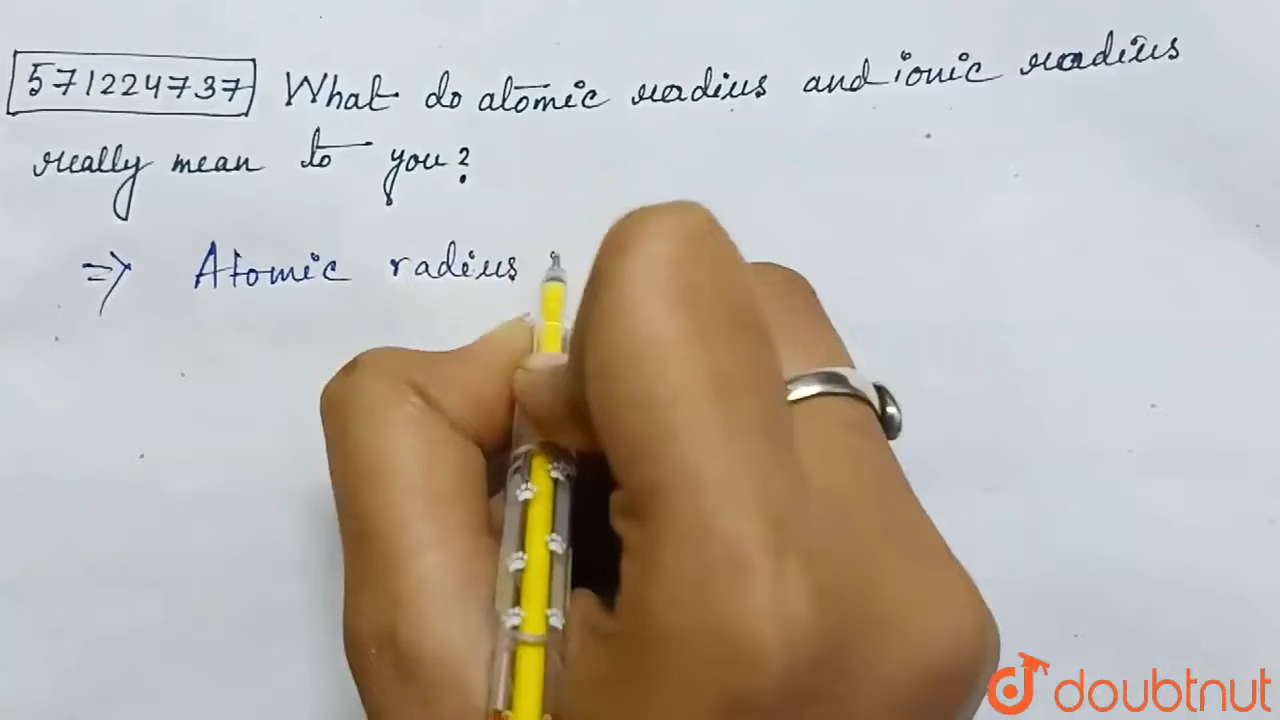 571224737 What do atomic radius and ionic radius
really mean to you?
=> Atomic radius :
doubtnut